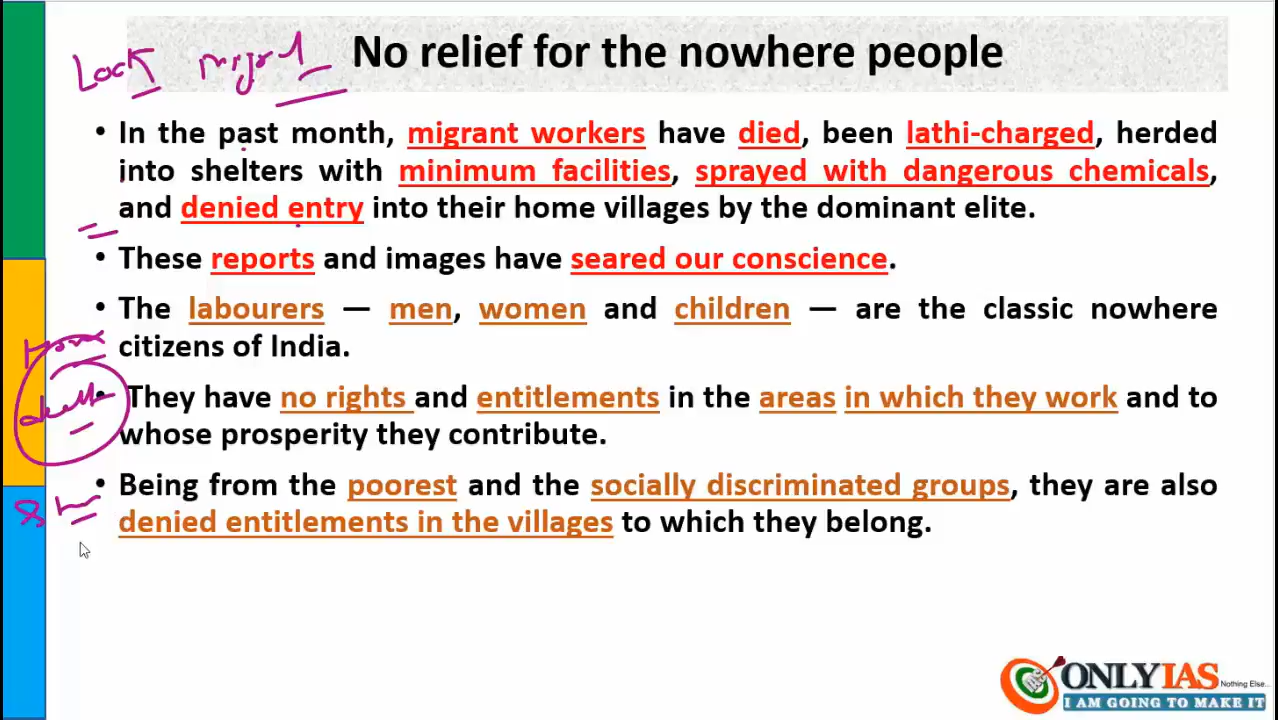 Lock
No relief for the nowhere people
• In the past month, migrant workers have died, been lathi-charged, herded
into shelters with minimum facilities, sprayed with dangerous chemicals,
and denied entry into their home villages by the dominant elite.
• These reports and images have seared our conscience.
• The labourers — men, women and children — are the classic nowhere
citizens of India.
• They have no rights and entitlements in the areas in which they work and to
whose prosperity they contribute.
• Being from the poorest and the socially discriminated groups, they are also
denied entitlements in the villages to which they belong.
ONLYIAS
Nothing Else...
I AM GOING TO MAKE IT